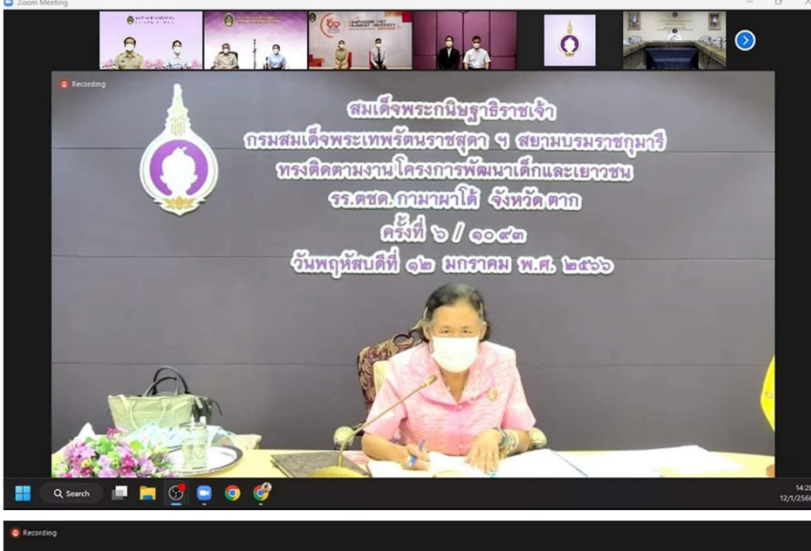 Zoom Meeting
Recording
สมเด็จพระกนิษฐาธิราชเจ้า
กรมสมเด็จพระเทพรัตนราชสุดา ฯ สยามบรมราชกุมารี
ทรงติดตามงานโครงการพัฒนาเด็กและเยาวชน
รร.ตชด. กามาผาโด้ จังหวัด ตาก
ครั้งที่ ๖ / ๑๐๙๓
วันพฤหัสบดีที่ ๑๒ มกราคม พ.ศ. ๒๕๖๖
Search
14:28
12/1/2566
Recording